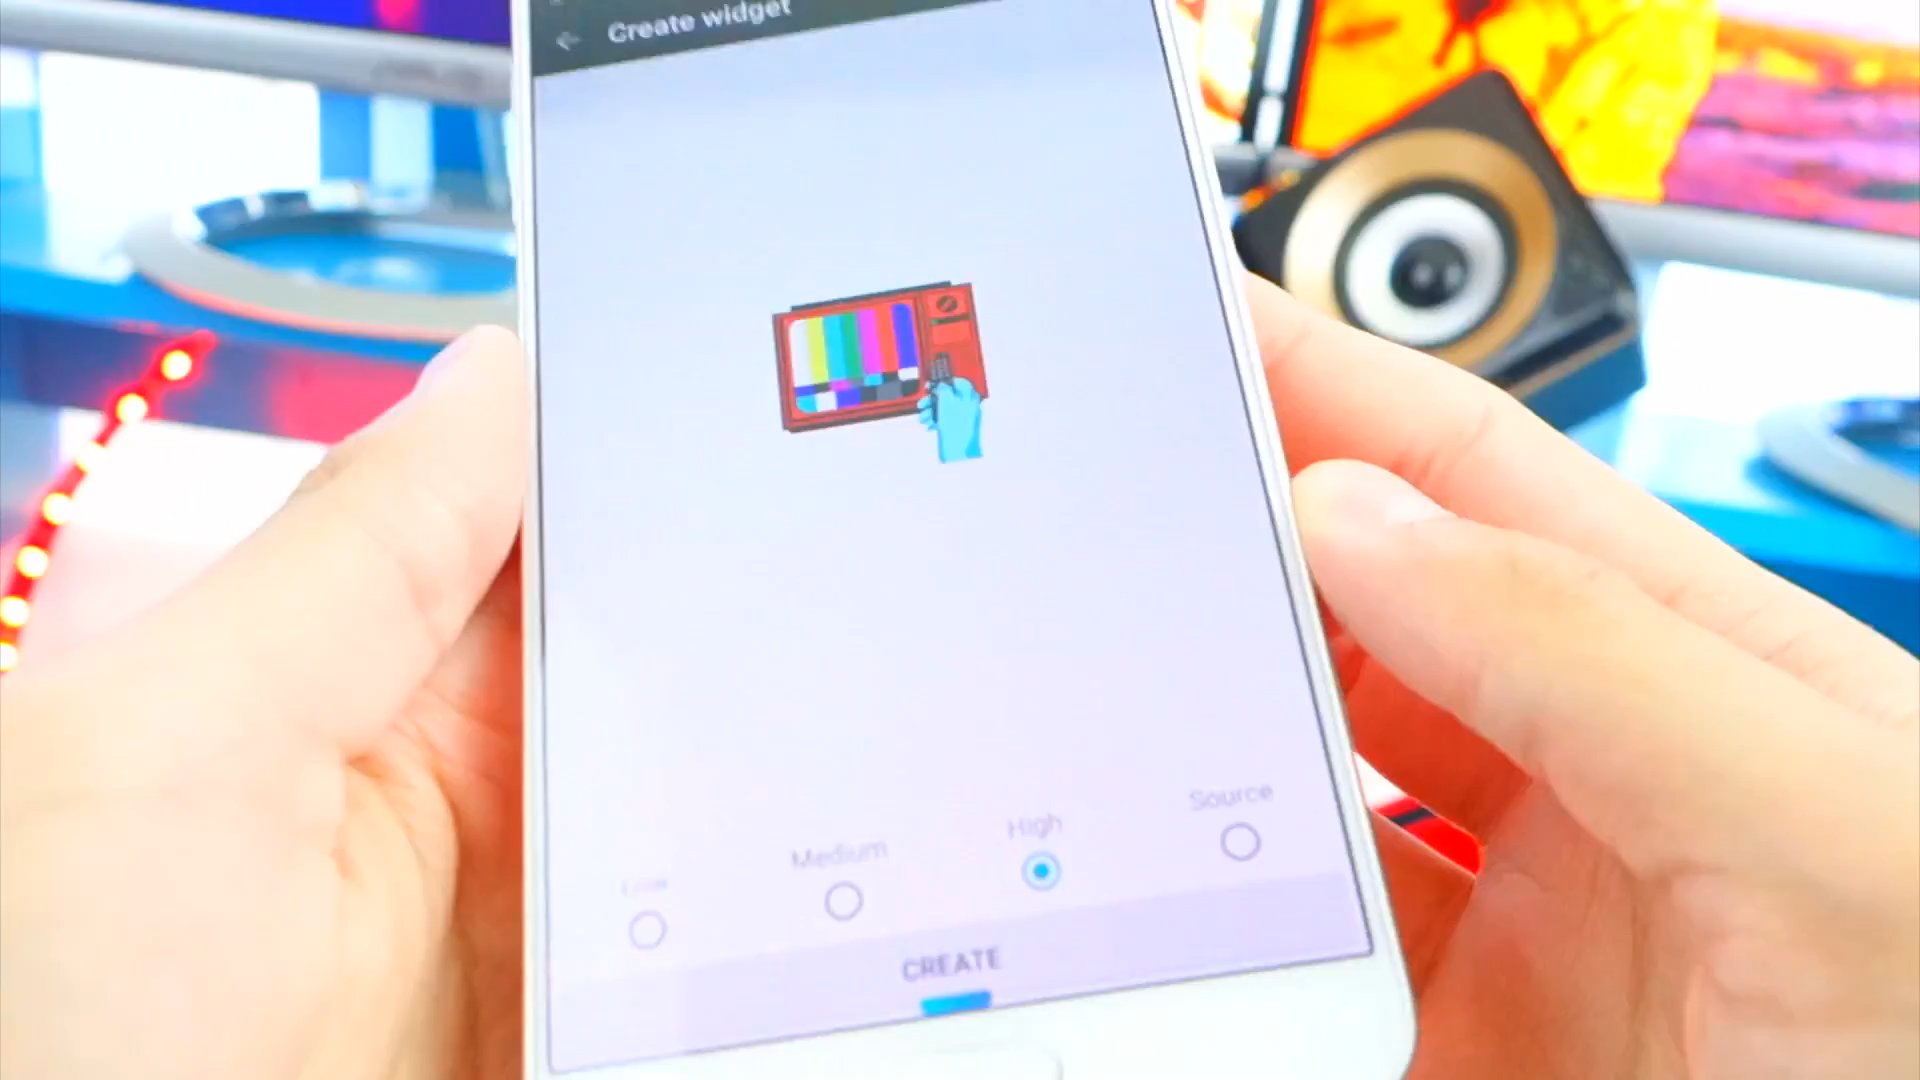 Create widget
Low
Medium
High
Source
CREATE